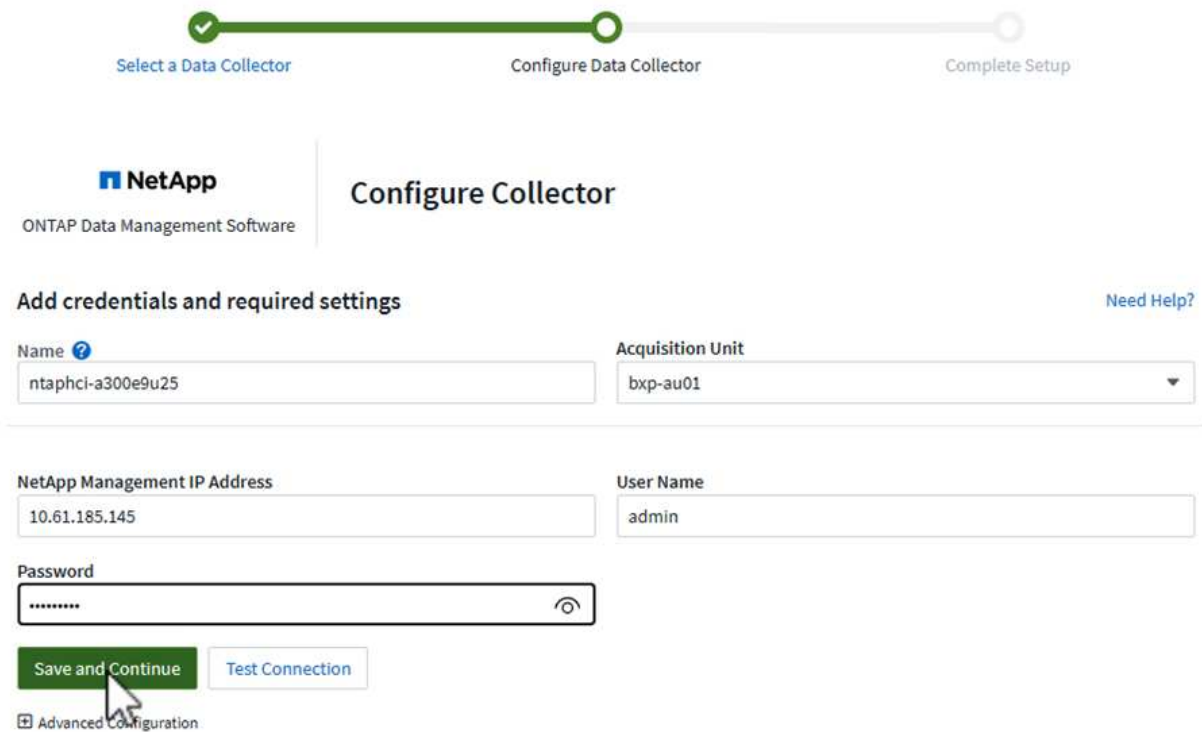 Select a Data Collector
Configure Data Collector
Complete Setup
NetApp
ONTAP Data Management Software
Configure Collector
Add credentials and required settings
Need Help?
Name ?
Acquisition Unit
ntaphci-a300e9u25
bxp-au01
NetApp Management IP Address
User Name
10.61.185.145
admin
Password
•••••••••
Save and Continue
Test Connection
Advanced Configuration